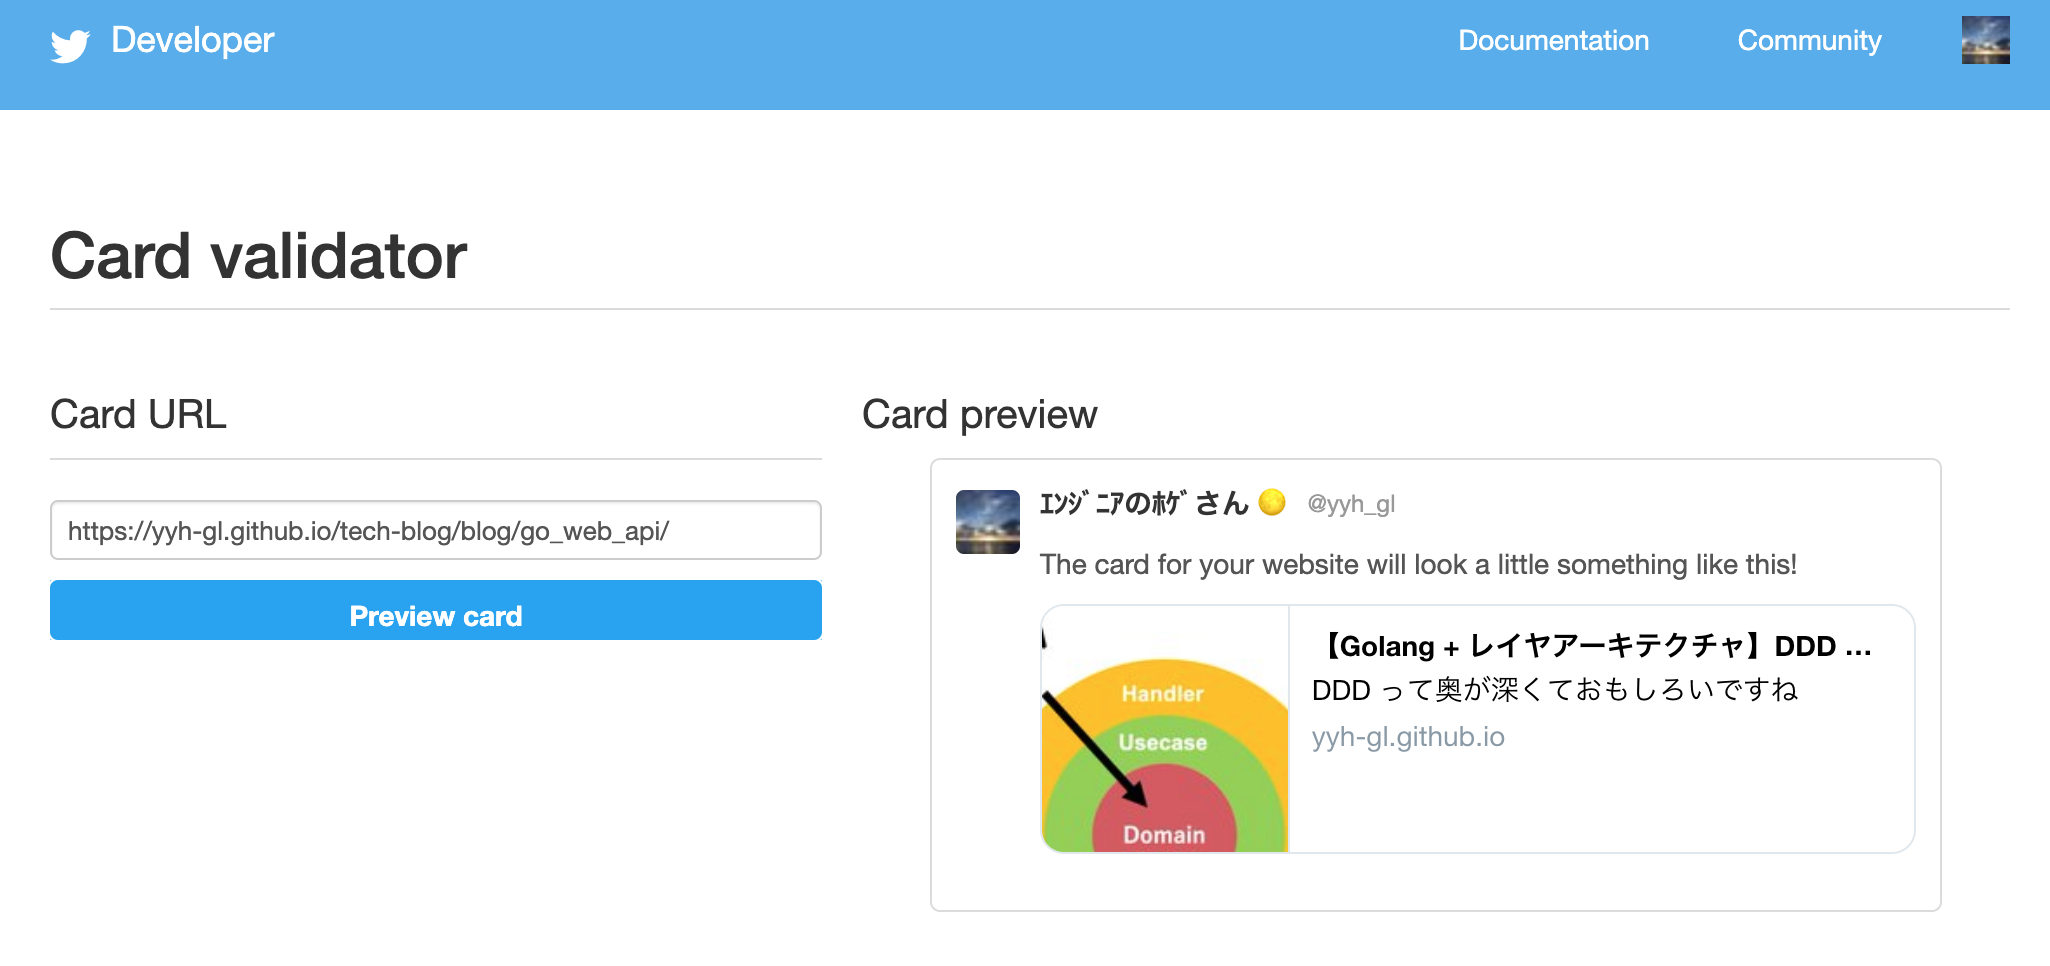 Developer
Documentation
Community
Card validator
Card URL
https://yyh-gl.github.io/tech-blog/blog/go_web_api/
Preview card
Card preview
ｴﾝｼﾞﾆｱのﾎｹﾞさん🌕 @yyh_gl
The card for your website will look a little something like this!
Handler
Usecase
Domain
【Golang + レイヤアーキテクチャ】DDD ...
DDD って奥が深くておもしろいですね
yyh-gl.github.io